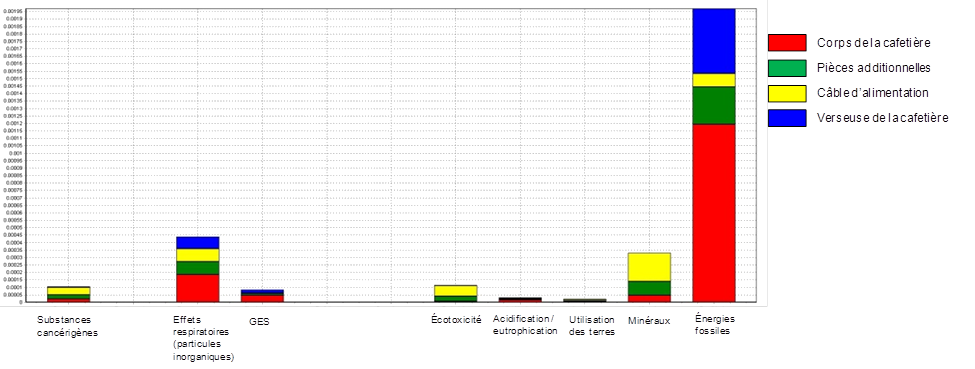 0.00195
0.0019
0.00185
0.0018
0.00175
0.0017
0.00165
0.0016
0.00155
0.0015
0.00145
0.0014
0.00135
0.0013
0.00125
0.0012
0.00115
0.0011
0.00105
0.001
0.00095
0.0009
0.00085
0.0008
0.00075
0.0007
0.00065
0.0006
0.00055
0.0005
0.00045
0.0004
0.00035
0.0003
0.00025
0.0002
0.00015
0.0001
0.00005
0
Substances
cancérigènes
Effets
respiratoires
(particules
inorganiques)
GES
Écotoxicité
Acidification /
eutrophication
Utilisation
des terres
Minéraux
Énergies
fossiles
Corps de la cafetière
Pièces additionnelles
Câble d'alimentation
Verseuse de la cafetière